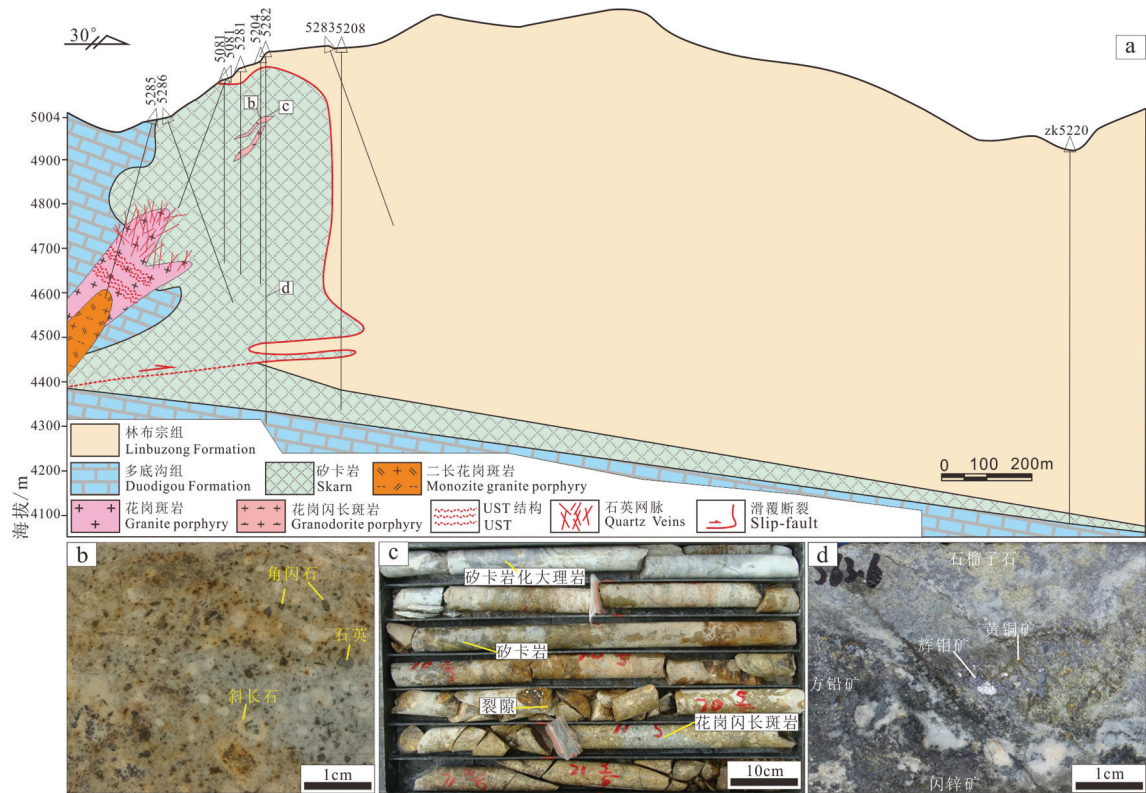 a
30°
5285
5286
5081
5081
5281
5204
5282
5283
5208
zk5220
b
c
d
5004
4900
4800
4700
4600
4500
4400
4300
4200
4100
海拔/m
0 100 200m
林布宗组
Linbuzong Formation
多底沟组
Duodigou Formation
矽卡岩
Skarn
二长花岗斑岩
Monozite granite porphyry
花岗斑岩
Granite porphyry
花岗闪长斑岩
Granodorite porphyry
UST 结构
UST
石英网脉
Quartz Veins
滑覆断裂
Slip-fault
b
角闪石
石英
斜长石
1cm
c
矽卡岩化大理岩
矽卡岩
裂隙
花岗闪长斑岩
10cm
d
石榴子石
黄铜矿
辉钼矿
方铅矿
闪锌矿
1cm